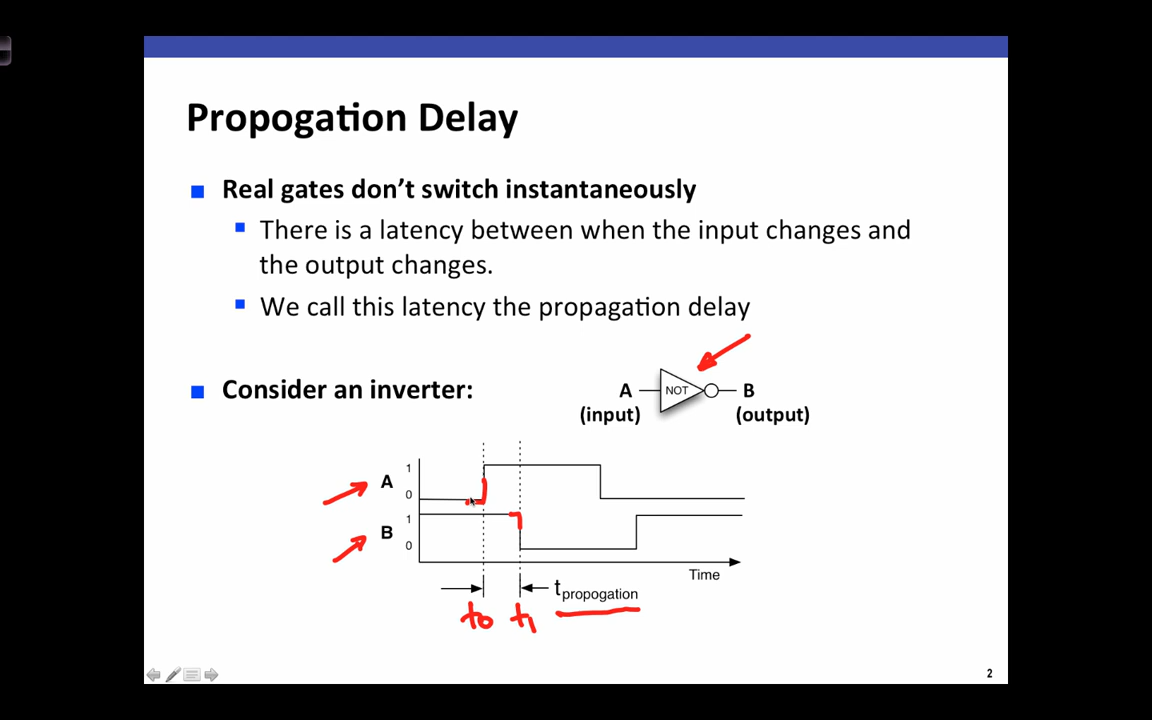 Propogation Delay
Real gates don’t switch instantaneously
There is a latency between when the input changes and
the output changes.
We call this latency the propagation delay
Consider an inverter:
A NOT B
(input) (output)
A 1
0
B 1
0
Time
tpropogation
t0 t1
2